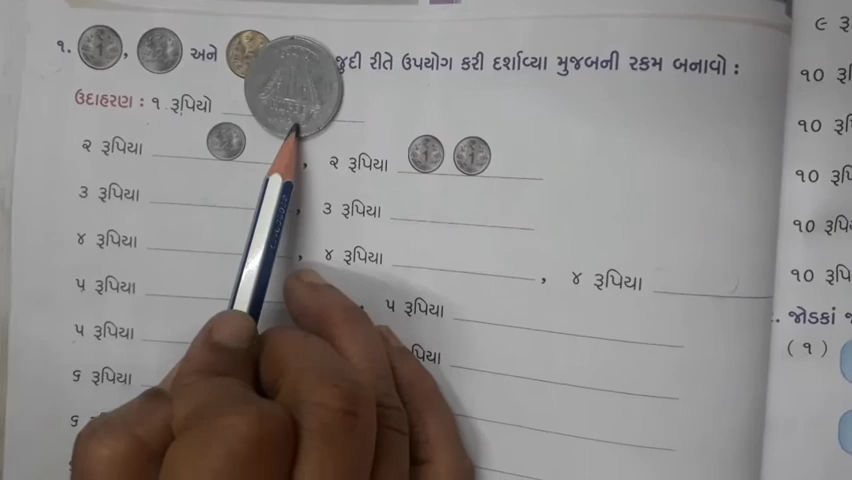 ૧. , અને જુદી રીતે ઉપયોગ કરી દર્શાવ્યા મુજબની રકમ બનાવો :
ઉદાહરણ : ૧ રૂપિયો
૨ રૂપિયા , ૨ રૂપિયા
૩ રૂપિયા , ૩ રૂપિયા
૪ રૂપિયા , ૪ રૂપિયા , ૪ રૂપિયા
૫ રૂપિયા , ૫ રૂપિયા
૫ રૂપિયા
૬ રૂપિયા
૬
૯
૧૦
૧૦
૧૦
૧૦
૧૦
જોડકાં
( ૧ )